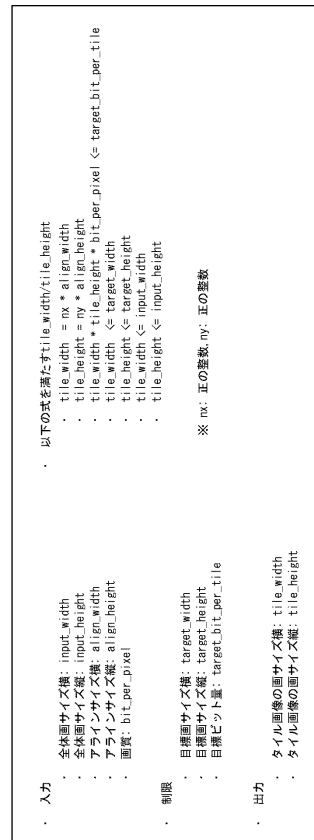 ・ 入力
・ 全体画サイズ横: input_width
・ 全体画サイズ縦: input_height
・ アラインサイズ横: align_width
・ アラインサイズ縦: align_height
・ 画質: bit_per_pixel
・ 制限
・ 目標画サイズ横: target_width
・ 目標画サイズ縦: target_height
・ 目標ビット量: target_bit_per_tile
・ 出力
・ タイル画像の画サイズ横: tile_width
・ タイル画像の画サイズ縦: tile_height
・ 以下の式を満たすtile_width/tile_height
・ tile_width = nx * align_width
・ tile_height = ny * align_height
・ tile_width * tile_height * bit_per_pixel <= target_bit_per_tile
・ tile_width <= target_width
・ tile_height <= target_height
・ tile_width <= input_width
・ tile_height <= input_height
※ nx: 正の整数,ny: 正の整数